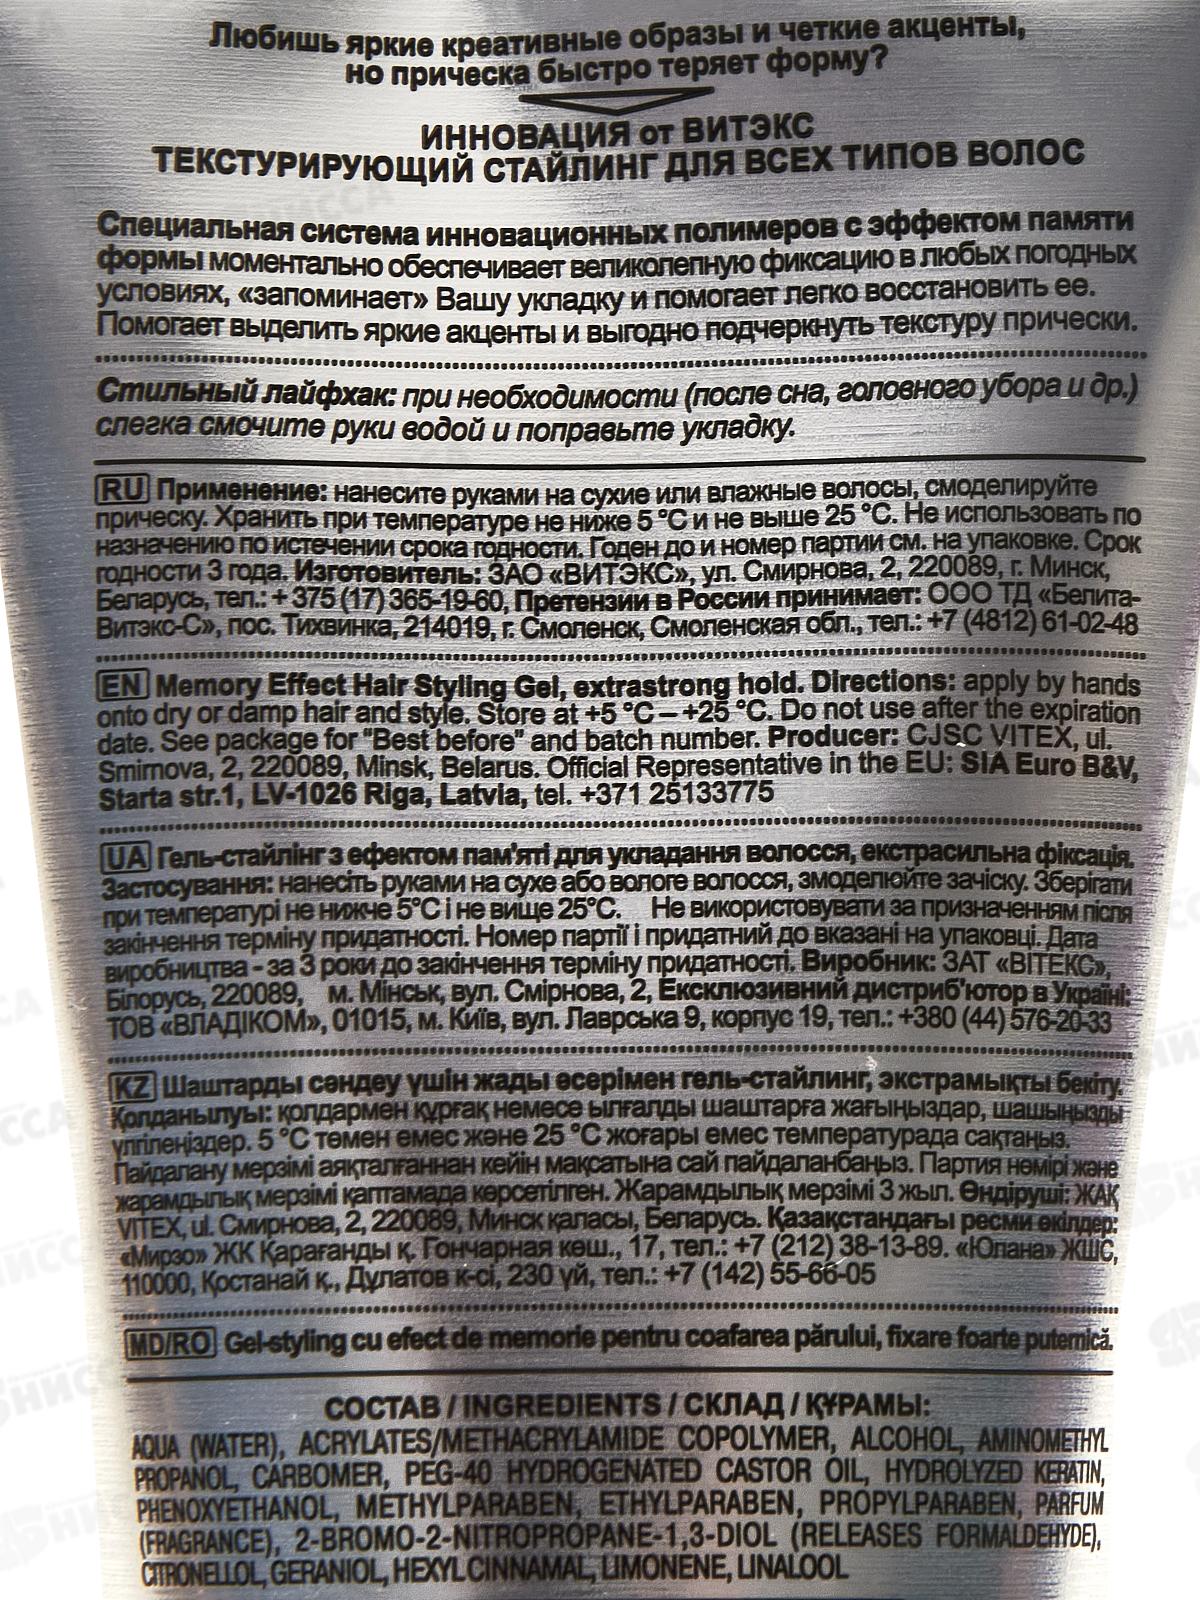 Любишь яркие креативные образы и четкие акценты,
но прическа быстро теряет форму?
ИННОВАЦИЯ от ВИТЭКС
ТЕКСТУРИРУЮЩИЙ СТАЙЛИНГ ДЛЯ ВСЕХ ТИПОВ ВОЛОС
Специальная система инновационных полимеров с эффектом памяти
формы моментально обеспечивает великолепную фиксацию в любых погодных
условиях, «запоминает» Вашу укладку и помогает легко восстановить ее.
Помогает выделить яркие акценты и выгодно подчеркнуть текстуру прически.
Стильный лайфхак: при необходимости (после сна, головного убора и др.)
слегка смочите руки водой и поправьте укладку.
RU Применение: нанесите руками на сухие или влажные волосы, смоделируйте
прическу. Хранить при температуре не ниже 5 °C и не выше 25 °C. Не использовать по
назначению по истечении срока годности. Годен до и номер партии см. на упаковке. Срок
годности 3 года. Изготовитель: ЗАО «ВИТЭКС», ул. Смирнова, 2, 220089, г. Минск,
Беларусь, тел.: + 375 (17) 365-19-60, Претензии в России принимает: ООО ТД «Белита-
Витэкс-С», пос. Тихвинка, 214019, г. Смоленск, Смоленская обл., тел.: +7 (4812) 61-02-48
EN Memory Effect Hair Styling Gel, extrastrong hold. Directions: apply by hands
onto dry or damp hair and style. Store at +5 °C – +25 °C. Do not use after the expiration
date. See package for "Best before" and batch number. Producer: CJSC VITEX, ul.
Smirnova, 2, 220089, Minsk, Belarus. Official Representative in the EU: SIA Euro B&V,
Starta str.1, LV-1026 Riga, Latvia, tel. +371 25133775
UA Гель-стайлінг з ефектом пам'яті для укладання волосся, екстрасильна фіксація.
Застосування: нанесіть руками на сухе або вологе волосся, змоделюйте зачіску. Зберігати
при температурі не нижче 5°C і не вище 25°C. Не використовувати за призначенням після
закінчення терміну придатності. Номер партії і придатний до вказані на упаковці. Дата
виробництва - за 3 роки до закінчення терміну придатності. Виробник: ЗАТ «ВІТЕКС»,
Білорусь, 220089, м. Мінськ, вул. Смірнова, 2, Ексклюзивний дистриб'ютор в Україні:
ТОВ «ВЛАДІКОМ», 01015, м. Київ, вул. Лаврська 9, корпус 19, тел.: +380 (44) 576-20-33
KZ Шаштарды сәндеу үшін жады әсерімен гель-стайлинг, экстрамықты бекіту.
Қолданылуы: қолдармен құрғақ немесе ылғалды шаштарға жағыңыздар, шашыңызды
үлгілеңіздер. 5 °C төмен емес және 25 °C жоғары емес температурада сақтаңыз.
Пайдалану мерзімі аяқталғаннан кейін мақсатына сай пайдаланбаңыз. Партия нөмірі және
жарамдылық мерзімі қаптамада көрсетілген. Жарамдылық мерзімі 3 жыл. Өндіруші: ЖАҚ
VITEX, ul. Смирнова, 2, 220089, Минск қаласы, Беларусь. Қазақстандағы ресми өкілдер:
«Мирзо» ЖК Қарағанды қ. Гончарная көш., 17, тел.: +7 (212) 38-13-89. «Юлана» ЖШС,
110000, Қостанай қ., Дулатов к-сі, 230 үй, тел.: +7 (142) 55-66-05
MD/RO Gel-styling cu efect de memorie pentru coafarea părului, fixare foarte puternică.
СОСТАВ / INGREDIENTS / СКЛАД / ҚҰРАМЫ:
AQUA (WATER), ACRYLATES/METHACRYLAMIDE COPOLYMER, ALCOHOL, AMINOMETHYL
PROPANOL, CARBOMER, PEG-40 HYDROGENATED CASTOR OIL, HYDROLYZED KERATIN,
PHENOXYETHANOL, METHYLPARABEN, ETHYLPARABEN, PROPYLPARABEN, PARFUM
(FRAGRANCE), 2-BROMO-2-NITROPROPANE-1,3-DIOL (RELEASES FORMALDEHYDE),
CITRONELLOL, GERANIOL, HEXYL CINNAMAL, LIMONENE, LINALOOL